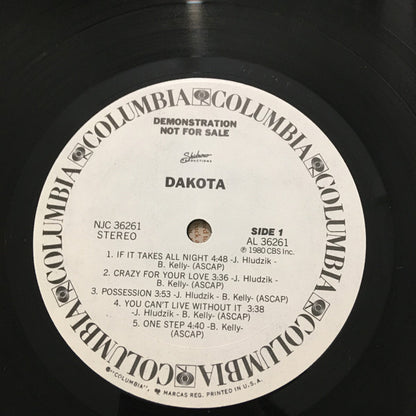 COLUMBIA COLUMBIA COLUMBIA COLUMBIA COLUMBIA COLUMBIA
DEMONSTRATION
NOT FOR SALE
DAKOTA
NJC 36261
STEREO
SIDE 1
AL 36261
℗ 1980 CBS Inc.
1. IF IT TAKES ALL NIGHT 4:48 -J. Hludzik -
B. Kelly- (ASCAP)
2. CRAZY FOR YOUR LOVE 3:36 -J. Hludzik -
B. Kelly- (ASCAP)
3. POSSESSION 3:53 -J. Hludzik - B. Kelly- (ASCAP)
4. YOU CAN'T LIVE WITHOUT IT 3:38
-J. Hludzik - B. Kelly- (ASCAP)
5. ONE STEP 4:40 -B. Kelly-
(ASCAP)
"COLUMBIA", MARCAS REG. PRINTED IN U.S.A.